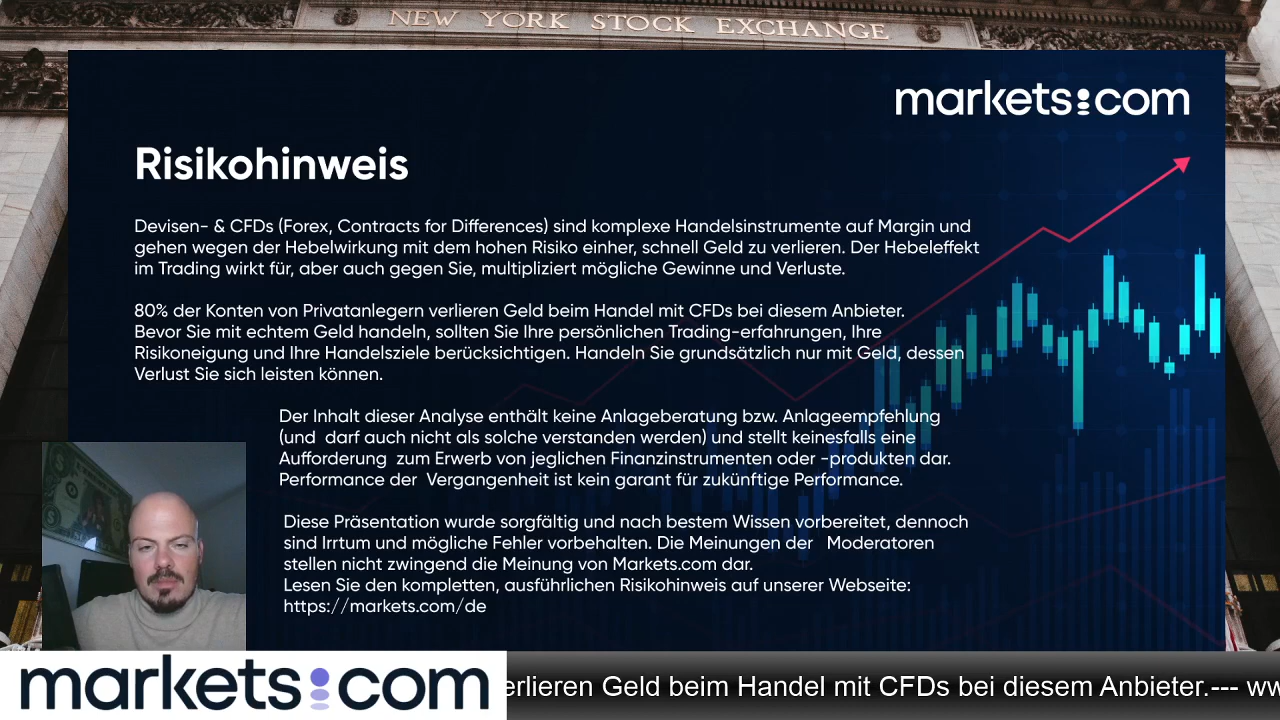 NEW YORK STOCK EXCHANGE
markets:com
Risikohinweis
Devisen- & CFDs (Forex, Contracts for Differences) sind komplexe Handelsinstrumente auf Margin und
gehen wegen der Hebelwirkung mit dem hohen Risiko einher, schnell Geld zu verlieren. Der Hebeleffekt
im Trading wirkt für, aber auch gegen Sie, multipliziert mögliche Gewinne und Verluste.
80% der Konten von Privatanlegern verlieren Geld beim Handel mit CFDs bei diesem Anbieter.
Bevor Sie mit echtem Geld handeln, sollten Sie Ihre persönlichen Trading-erfahrungen, Ihre
Risikoneigung und Ihre Handelsziele berücksichtigen. Handeln Sie grundsätzlich nur mit Geld, dessen
Verlust Sie sich leisten können.
Der Inhalt dieser Analyse enthält keine Anlageberatung bzw. Anlageempfehlung
(und darf auch nicht als solche verstanden werden) und stellt keinesfalls eine
Aufforderung zum Erwerb von jeglichen Finanzinstrumenten oder -produkten dar.
Performance der Vergangenheit ist kein garant für zukünftige Performance.
Diese Präsentation wurde sorgfältig und nach bestem Wissen vorbereitet, dennoch
sind Irrtum und mögliche Fehler vorbehalten. Die Meinungen der Moderatoren
stellen nicht zwingend die Meinung von Markets.com dar.
Lesen Sie den kompletten, ausführlichen Risikohinweis auf unserer Webseite:
https://markets.com/de
markets:com
erlieren Geld beim Handel mit CFDs bei diesem Anbieter.--- ww